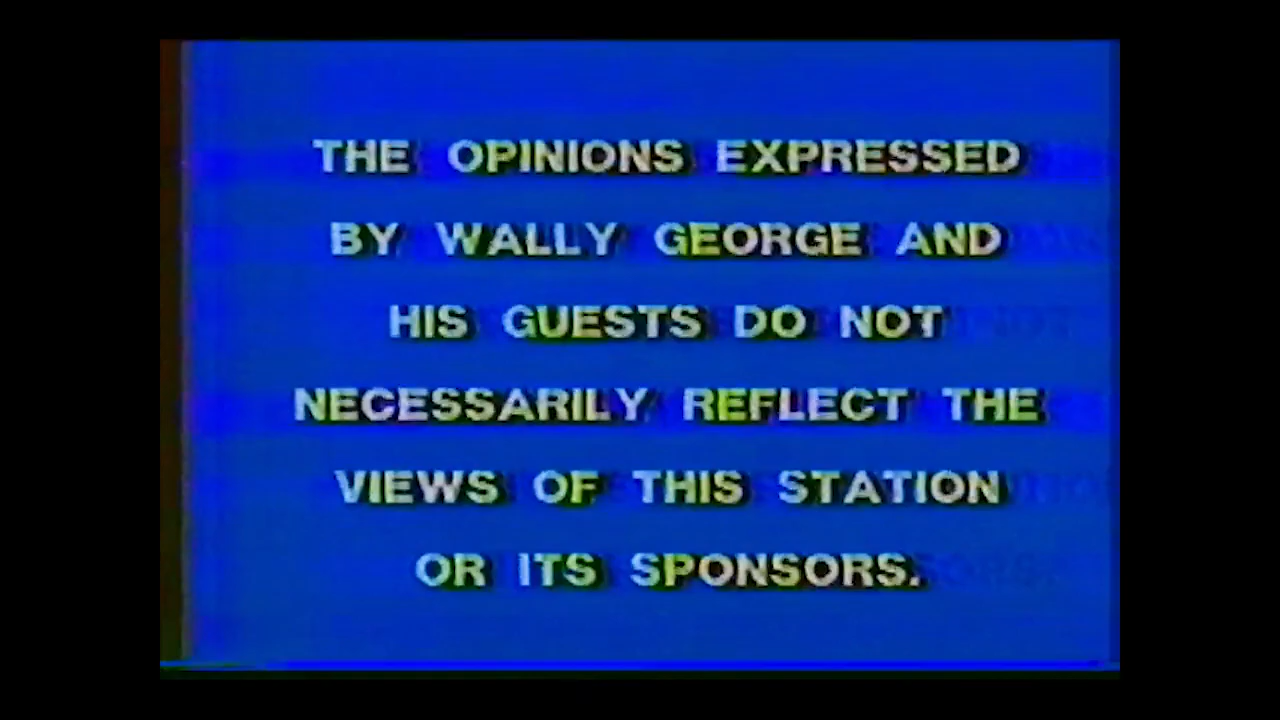 THE OPINIONS EXPRESSED
BY WALLY GEORGE AND
HIS GUESTS DO NOT
NECESSARILY REFLECT THE
VIEWS OF THIS STATION
OR ITS SPONSORS.